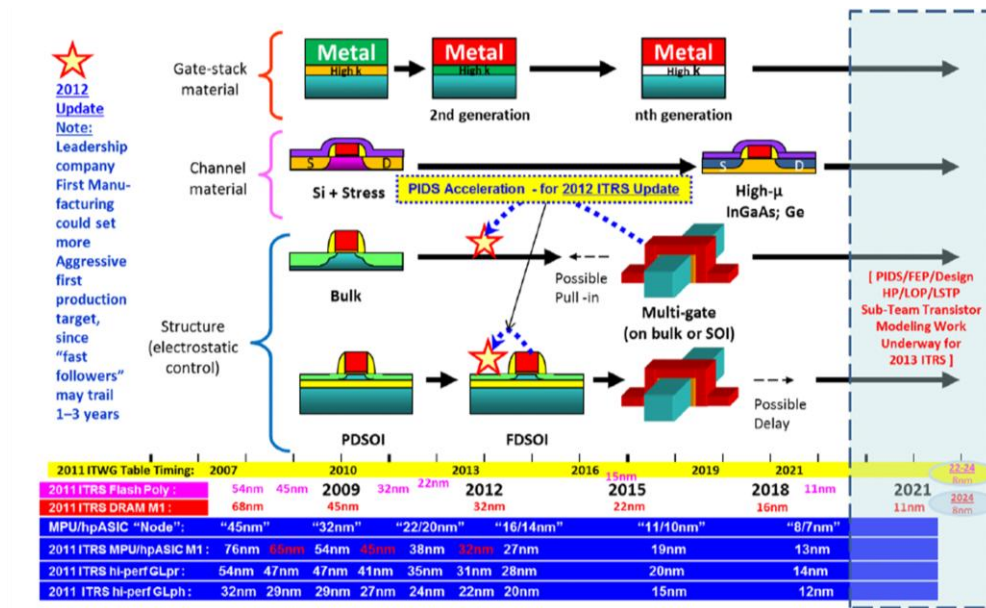 2012
Update
Note:
Leadership
company
First Manu-
facturing
could set
more
Aggressive
first
production
target,
since
“fast
followers”
may trail
1–3 years
Gate-stack
material
Metal
High k
Metal
High k
2nd generation
Metal
High k
nth generation
Channel
material
S D
Si + Stress
S D
High-µ
InGaAs; Ge
PIDS Acceleration - for 2012 ITRS Update
Structure
(electrostatic
control)
Bulk
Possible
Pull -in
Multi-gate
(on bulk or SOI)
PDSOI
FDSOI
Possible
Delay
[ PIDS/FEP/Design
HP/LOP/LSTP
Sub-Team Transistor
Modeling Work
Underway for
2013 ITRS ]
2011 ITWG Table Timing: 2007 2010 2013 2016 2019 2021
22-24
8nm
2011 ITRS Flash Poly : 54nm 45nm 32nm 22nm 15nm 11nm
2009 2012 2015 2018 2021
2011 ITRS DRAM M1 : 68nm 45nm 32nm 22nm 16nm 11nm
2024
8nm
MPU/hpASIC “Node”: “45nm” “32nm” “22/20nm” “16/14nm” “11/10nm” “8/7nm”
2011 ITRS MPU/hpASIC M1 : 76nm 65nm 54nm 45nm 38nm 32nm 27nm 19nm 13nm
2011 ITRS hi-perf GLpr : 54nm 47nm 47nm 41nm 35nm 31nm 28nm 20nm 14nm
2011 ITRS hi-perf GLph : 32nm 29nm 29nm 27nm 24nm 22nm 20nm 15nm 12nm